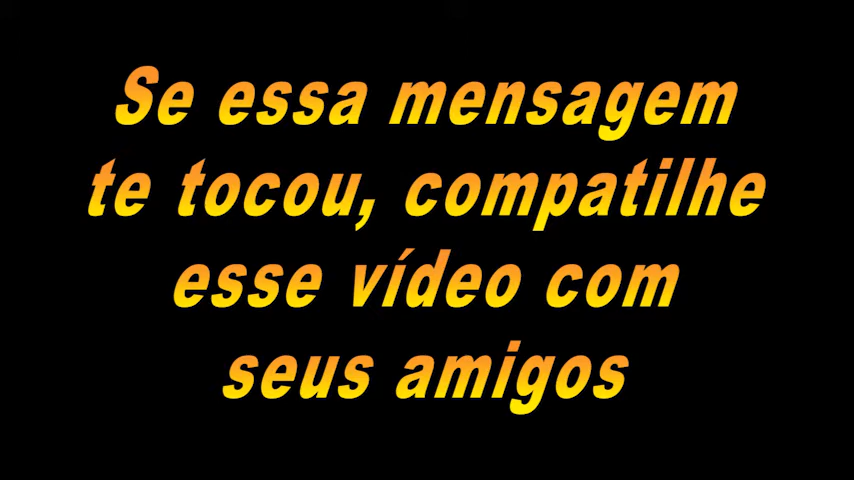 Se essa mensagem
te tocou, compatilhe
esse vídeo com
seus amigos